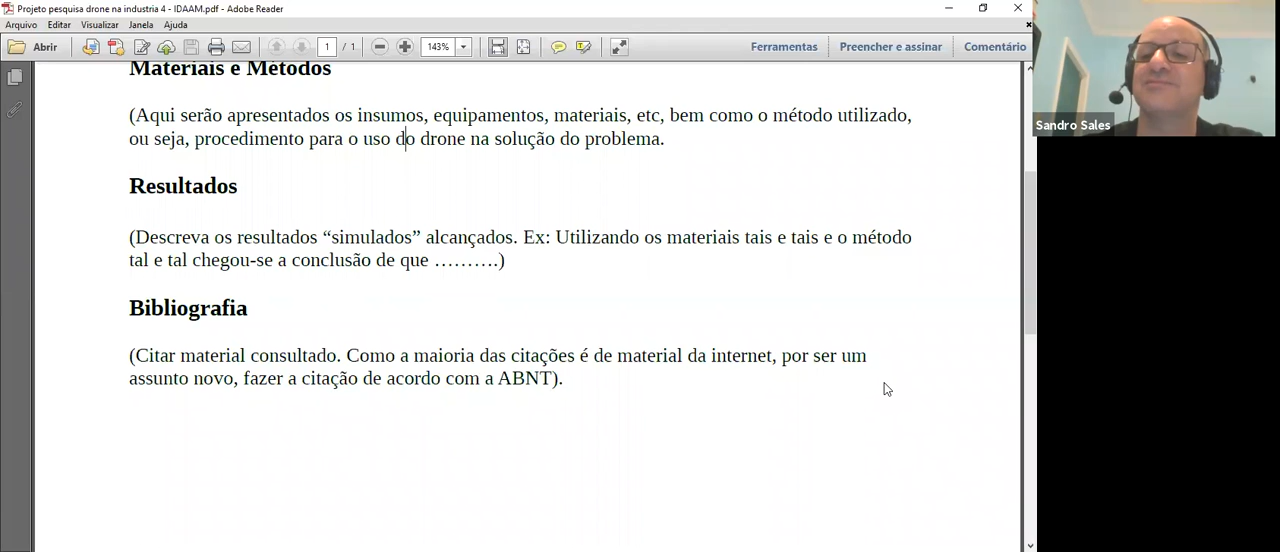 Projeto pesquisa drone na industria 4 - IDAAM.pdf - Adobe Reader
Arquivo Editar Visualizar Janela Ajuda
Abrir 1 / 1 143% Ferramentas Preencher e assinar Comentário
Materiais e Métodos
(Aqui serão apresentados os insumos, equipamentos, materiais, etc, bem como o método utilizado,
ou seja, procedimento para o uso do drone na solução do problema.
Resultados
(Descreva os resultados “simulados” alcançados. Ex: Utilizando os materiais tais e tais e o método
tal e tal chegou-se a conclusão de que ……….)
Bibliografia
(Citar material consultado. Como a maioria das citações é de material da internet, por ser um
assunto novo, fazer a citação de acordo com a ABNT).
Sandro Sales